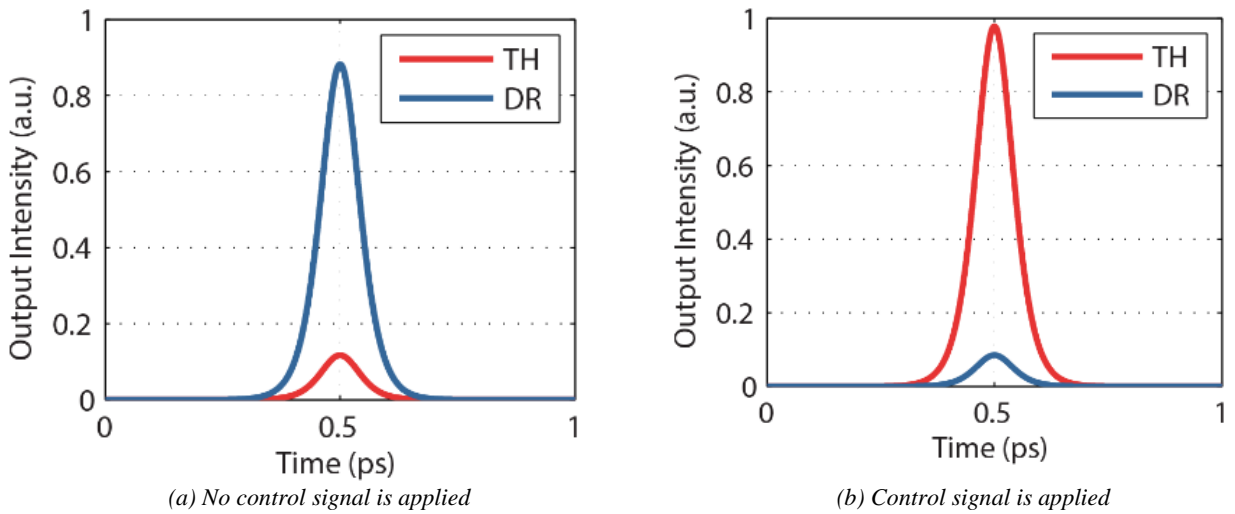 1
0.8
0.6
0.4
0.2
0
Output Intensity (a.u.)
TH
DR
0
0.5
1
Time (ps)
(a) No control signal is applied
1
0.8
0.6
0.4
0.2
0
Output Intensity (a.u.)
TH
DR
0
0.5
1
Time (ps)
(b) Control signal is applied